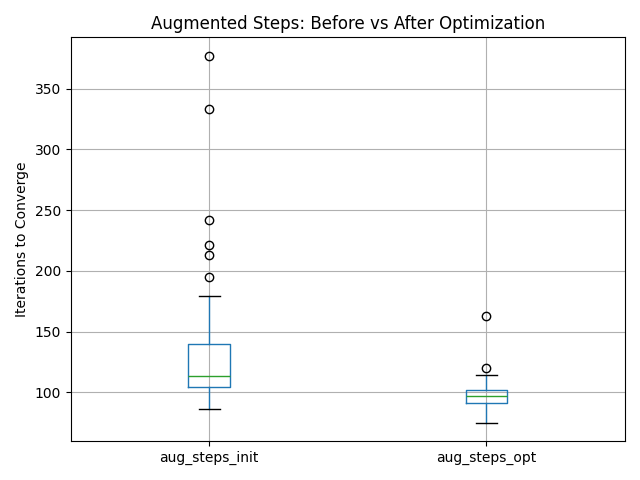 Augmented Steps: Before vs After Optimization
Iterations to Converge
350
300
250
200
150
100
aug_steps_init
aug_steps_opt